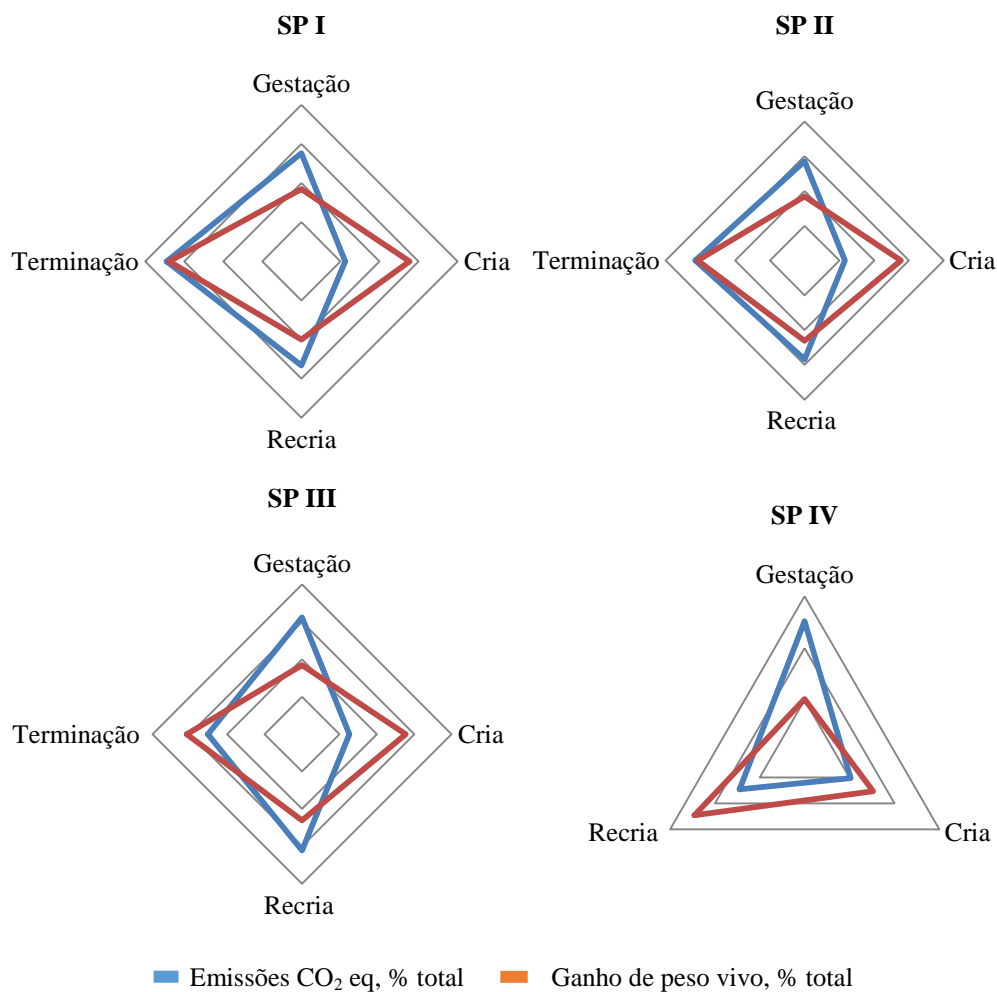 SP I
Gestação
Terminação
Cria
Recria
SP II
Gestação
Terminação
Cria
Recria
SP III
Gestação
Terminação
Cria
Recria
SP IV
Gestação
Recria
Cria
Emissões CO₂ eq, % total
Ganho de peso vivo, % total